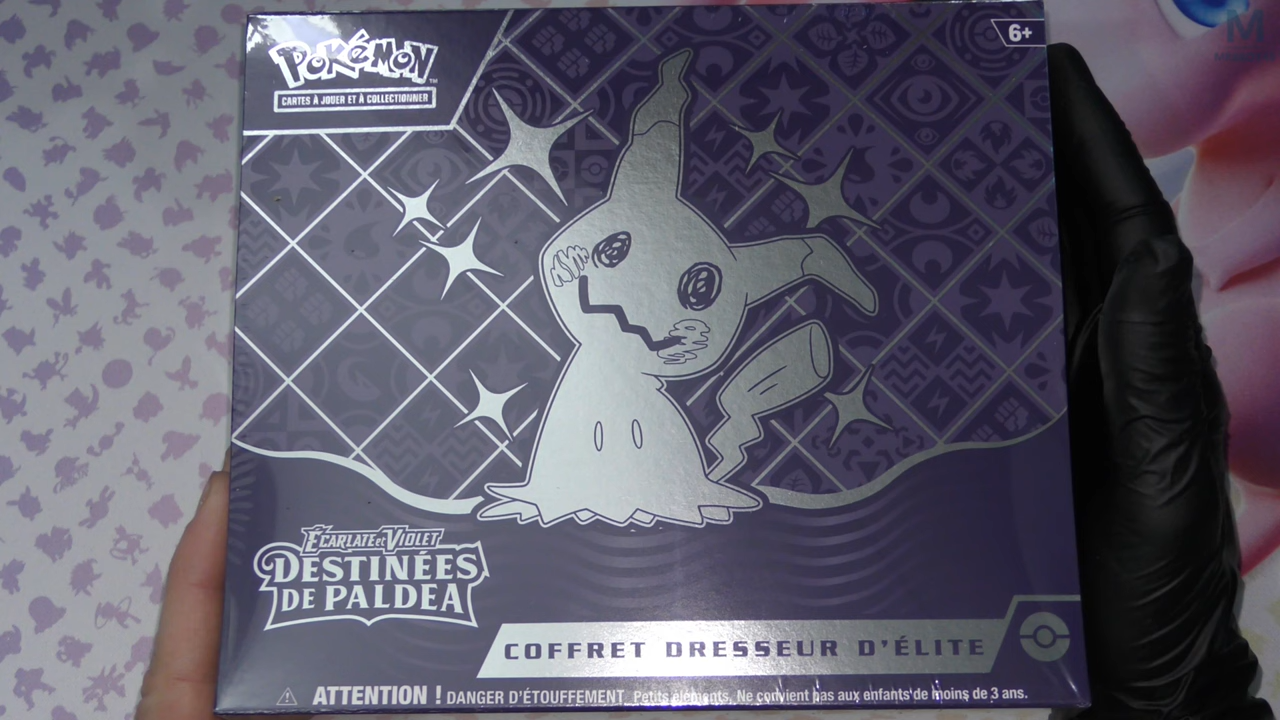 POKÉMON
CARTES À JOUER ET À COLLECTIONNER
6+
M
ÉCARLATE et VIOLET
DESTINÉES
DE PALDEA
COFFRET DRESSEUR D'ÉLITE
ATTENTION ! DANGER D'ÉTOUFFEMENT Petits éléments. Ne convient pas aux enfants de moins de 3 ans.